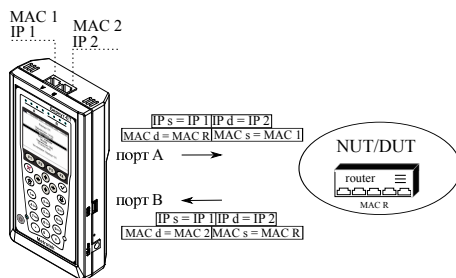 MAC 1
IP 1
MAC 2
IP 2
IP s = IP 1 IP d = IP 2
MAC d = MAC R MAC s = MAC 1
порт A
порт B
IP s = IP 1 IP d = IP 2
MAC d = MAC 2 MAC s = MAC R
NUT/DUT
router
MAC R